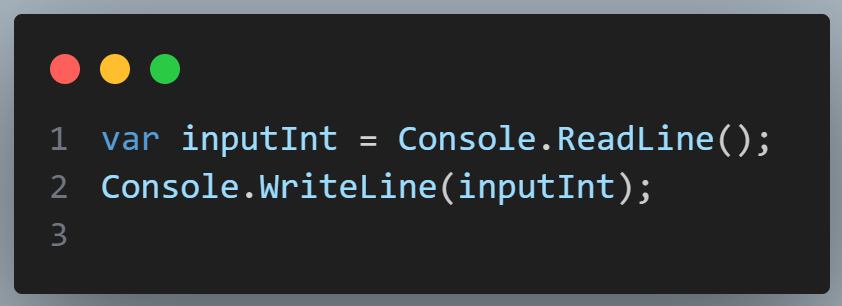 1 var inputInt = Console.ReadLine();
2 Console.WriteLine(inputInt);
3